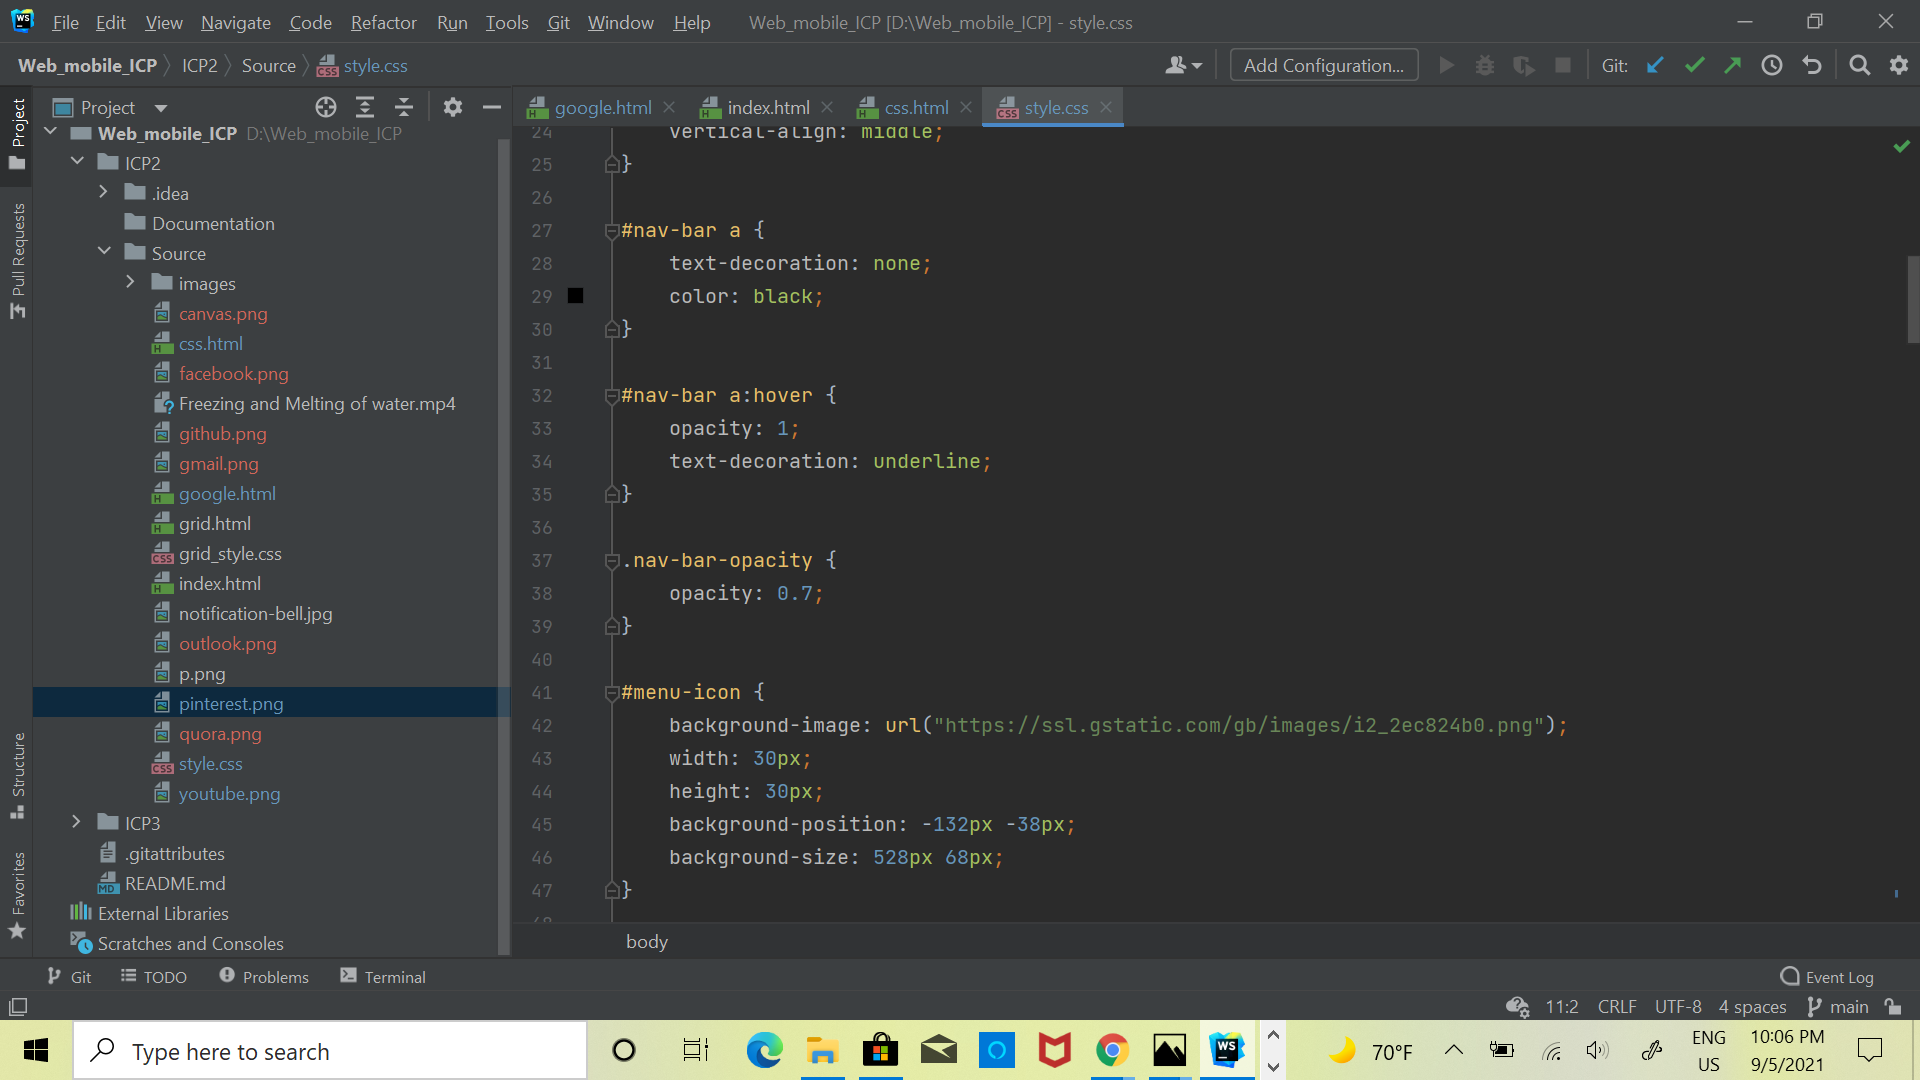 File Edit View Navigate Code Refactor Run Tools Git Window Help Web_mobile_ICP [D:\Web_mobile_ICP] - style.css
Web_mobile_ICP ICP2 Source style.css Add Configuration... Git:
Project
google.html index.html css.html style.css
Project
Pull Requests
Structure
Favorites
Web_mobile_ICP D:\Web_mobile_ICP
ICP2
.idea
Documentation
Source
images
canvas.png
css.html
facebook.png
Freezing and Melting of water.mp4
github.png
gmail.png
google.html
grid.html
grid_style.css
index.html
notification-bell.jpg
outlook.png
p.png
pinterest.png
quora.png
style.css
youtube.png
ICP3
.gitattributes
README.md
External Libraries
Scratches and Consoles
24 vertical-align: middle;
25 }
26
27 #nav-bar a {
28 text-decoration: none;
29 color: black;
30 }
31
32 #nav-bar a:hover {
33 opacity: 1;
34 text-decoration: underline;
35 }
36
37 .nav-bar-opacity {
38 opacity: 0.7;
39 }
40
41 #menu-icon {
42 background-image: url("https://ssl.gstatic.com/gb/images/i2_2ec824b0.png");
43 width: 30px;
44 height: 30px;
45 background-position: -132px -38px;
46 background-size: 528px 68px;
47 }
body
Git TODO Problems Terminal Event Log
11:2 CRLF UTF-8 4 spaces main
Type here to search
70°F
ENG
US
10:06 PM
9/5/2021